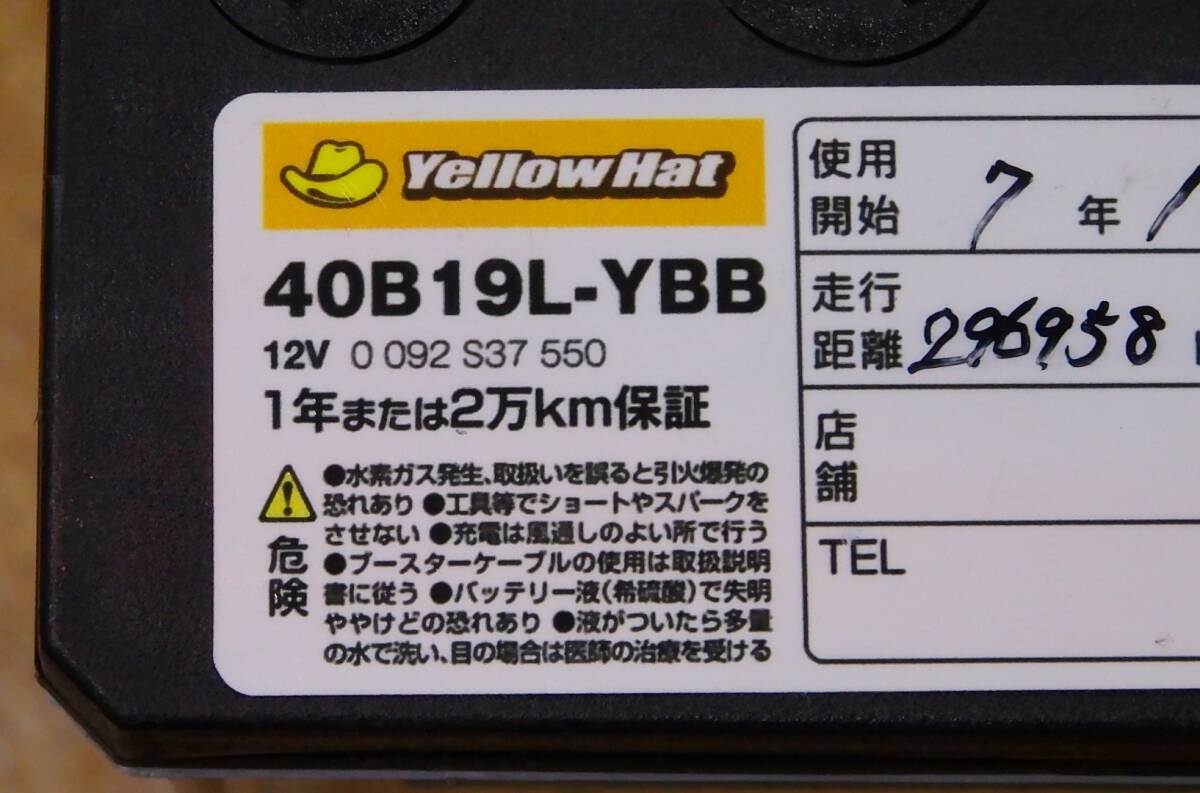 YellowHat
40B19L-YBB
12V 0 092 S37 550
1年または2万km保証
危険
●水素ガス発生、取扱いを誤ると引火爆発の
恐れあり ●工具等でショートやスパークを
させない ●充電は風通しのよい所で行う
●ブースターケーブルの使用は取扱説明
書に従う ●バッテリー液(希硫酸)で失明
ややけどの恐れあり ●液がついたら多量
の水で洗い、目の場合は医師の治療を受ける
使用
開始 7 年 1
走行
距離 296958
店
舗
TEL